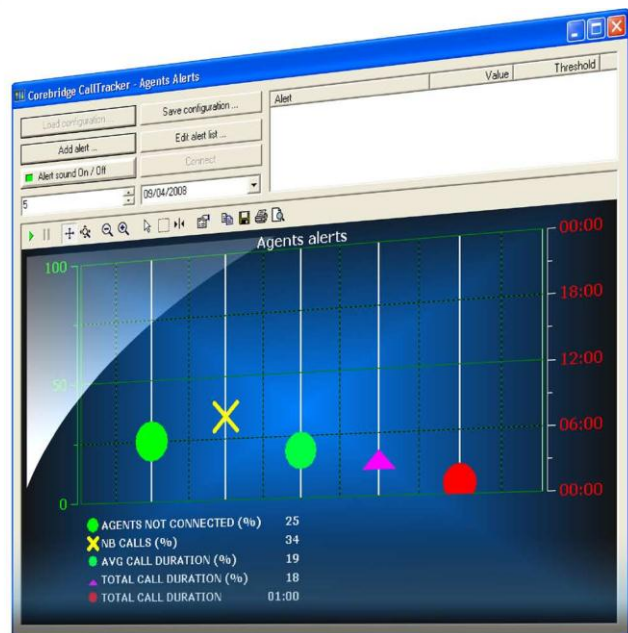 Corebridge CallTracker - Agents Alerts
Load configuration ...
Save configuration ...
Alert
Value
Threshold
Add alert ...
Edit alert list ...
Alert sound On / Off
Connect
5
09/04/2008
Agents alerts
100
50
0
00:00
18:00
12:00
06:00
00:00
AGENTS NOT CONNECTED (%) 25
NB CALLS (%) 34
AVG CALL DURATION (%) 19
TOTAL CALL DURATION (%) 18
TOTAL CALL DURATION 01:00